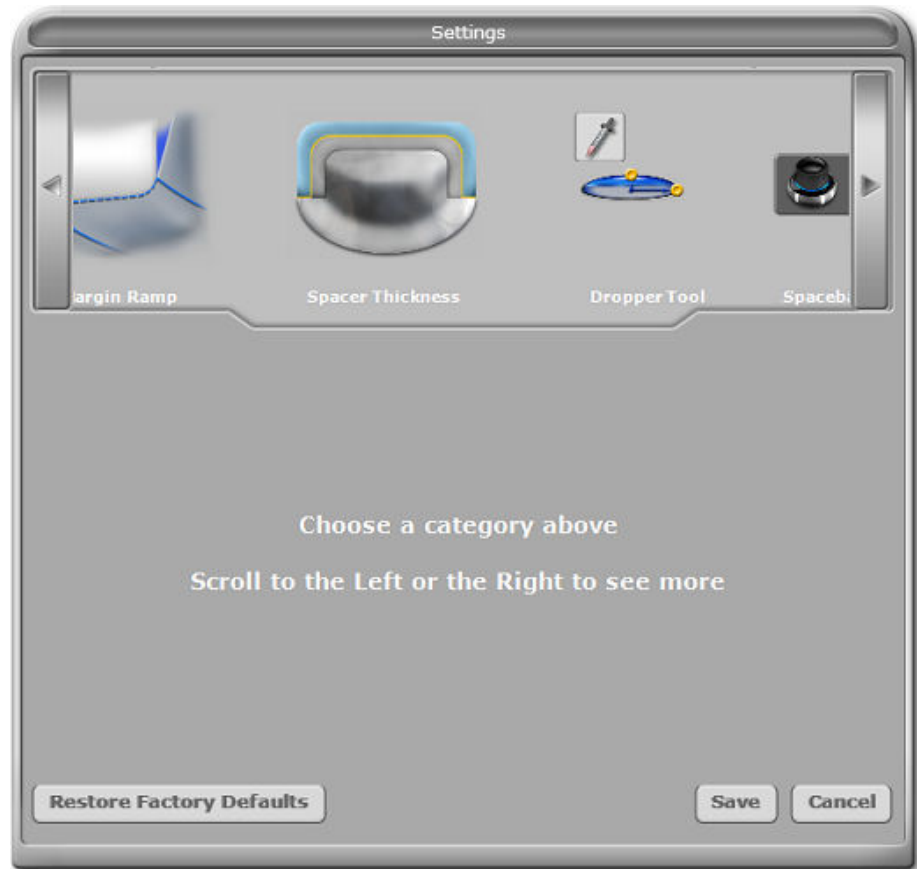 Settings
argin Ramp
Spacer Thickness
Dropper Tool
Spaceb
Choose a category above
Scroll to the Left or the Right to see more
Restore Factory Defaults
Save
Cancel